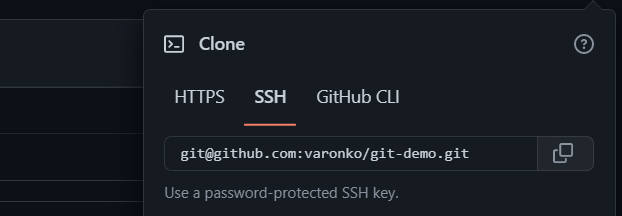 Clone
HTTPS SSH GitHub CLI
git@github.com:varonko/git-demo.git
Use a password-protected SSH key.